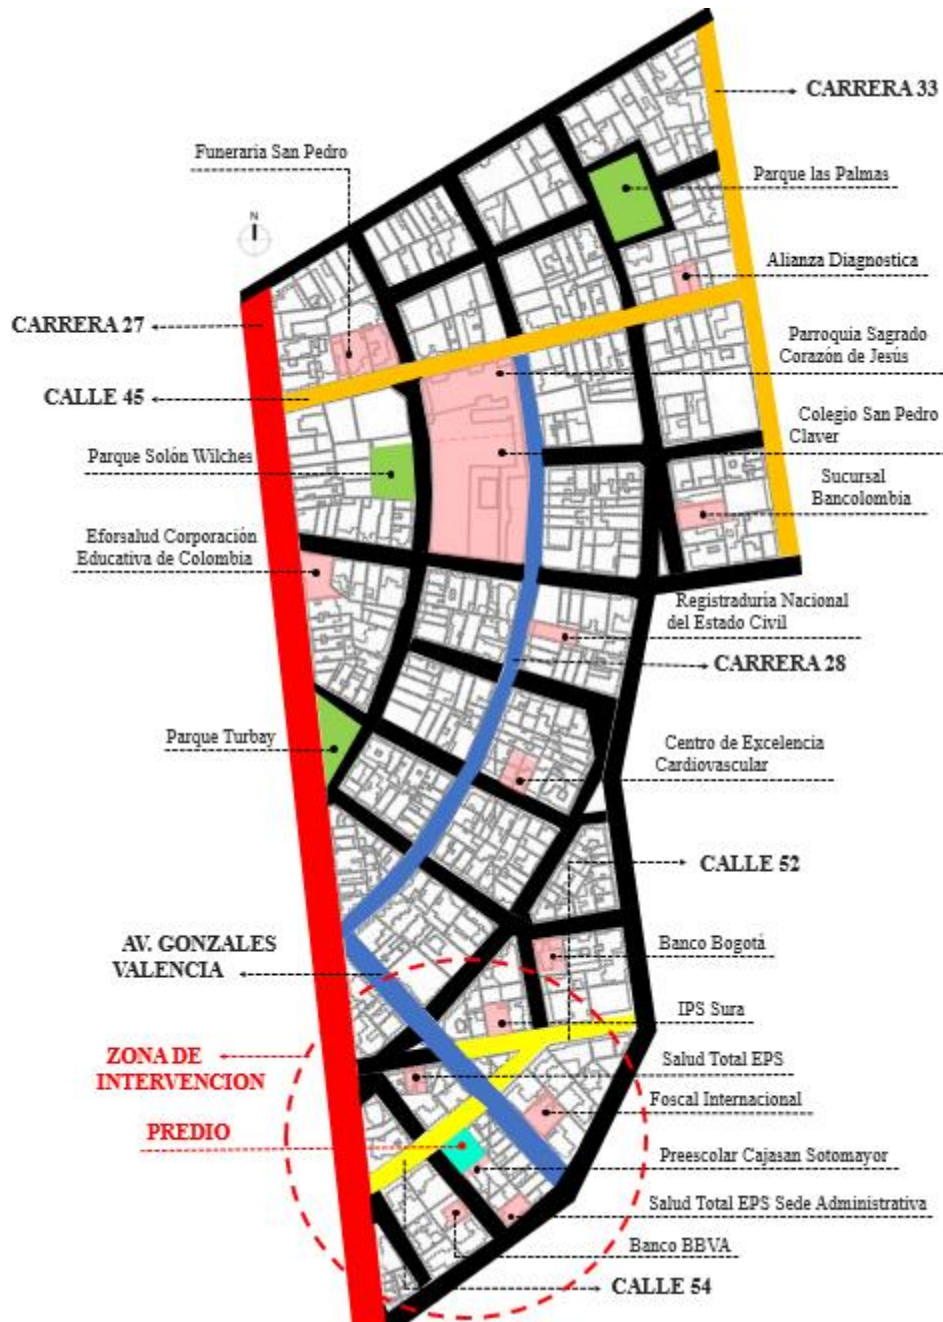 CARRERA 33
Funeraria San Pedro
Parque las Palmas
N
Alianza Diagnostica
CARRERA 27
Parroquia Sagrado
Corazón de Jesús
CALLE 45
Colegio San Pedro
Claver
Parque Solón Wilches
Sucursal
Bancolombia
Eforsalud Corporación
Educativa de Colombia
Registraduría Nacional
del Estado Civil
CARRERA 28
Parque Turbay
Centro de Excelencia
Cardiovascular
CALLE 52
AV. GONZALES
VALENCIA
Banco Bogotá
IPS Sura
ZONA DE
INTERVENCION
Salud Total EPS
Foscal Internacional
PREDIO
Preescolar Cajasan Sotomayor
Salud Total EPS Sede Administrativa
Banco BBVA
CALLE 54